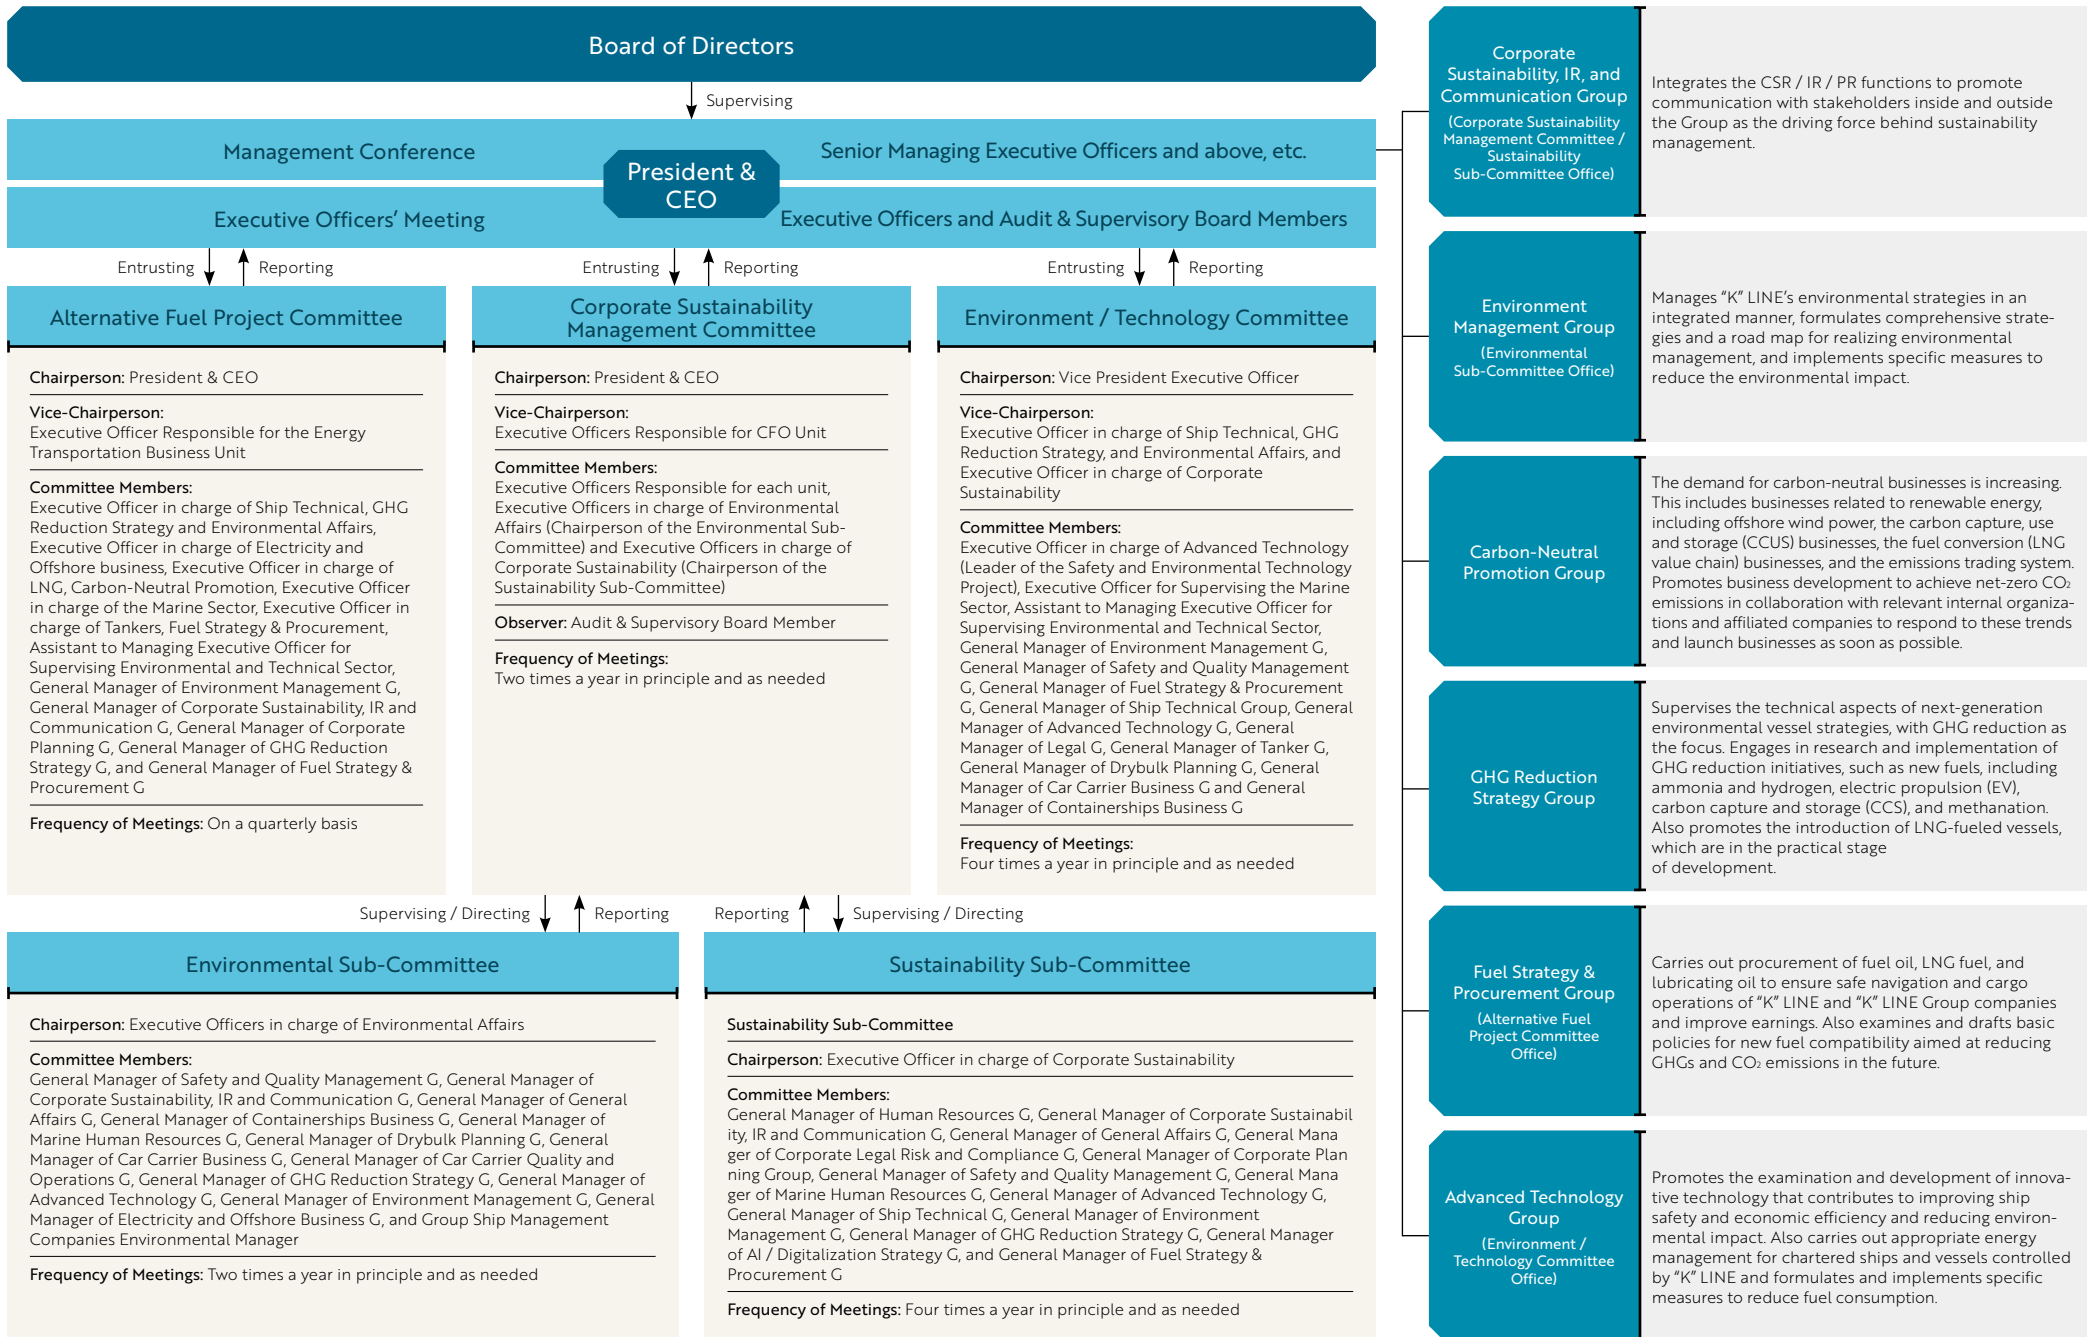 Board of Directors
Supervising
Management Conference
Senior Managing Executive Officers and above, etc.
President &
CEO
Executive Officers’ Meeting
Executive Officers and Audit & Supervisory Board Members
Entrusting
Reporting
Entrusting
Reporting
Entrusting
Reporting
Alternative Fuel Project Committee
Chairperson: President & CEO
Vice-Chairperson:
Executive Officer Responsible for the Energy
Transportation Business Unit
Committee Members:
Executive Officer in charge of Ship Technical, GHG
Reduction Strategy and Environmental Affairs,
Executive Officer in charge of Electricity and
Offshore business, Executive Officer in charge of
LNG, Carbon-Neutral Promotion, Executive Officer
in charge of the Marine Sector, Executive Officer in
charge of Tankers, Fuel Strategy & Procurement,
Assistant to Managing Executive Officer for
Supervising Environmental and Technical Sector,
General Manager of Environment Management G,
General Manager of Corporate Sustainability, IR and
Communication G, General Manager of Corporate
Planning G, General Manager of GHG Reduction
Strategy G, and General Manager of Fuel Strategy &
Procurement G
Frequency of Meetings: On a quarterly basis
Corporate Sustainability
Management Committee
Chairperson: President & CEO
Vice-Chairperson:
Executive Officers Responsible for CFO Unit
Committee Members:
Executive Officers Responsible for each unit,
Executive Officers in charge of Environmental
Affairs (Chairperson of the Environmental Sub-
Committee) and Executive Officers in charge of
Corporate Sustainability (Chairperson of the
Sustainability Sub-Committee)
Observer: Audit & Supervisory Board Member
Frequency of Meetings:
Two times a year in principle and as needed
Environment / Technology Committee
Chairperson: Vice President Executive Officer
Vice-Chairperson:
Executive Officer in charge of Ship Technical, GHG
Reduction Strategy, and Environmental Affairs, and
Executive Officer in charge of Corporate
Sustainability
Committee Members:
Executive Officer in charge of Advanced Technology
(Leader of the Safety and Environmental Technology
Project), Executive Officer for Supervising the Marine
Sector, Assistant to Managing Executive Officer for
Supervising Environmental and Technical Sector,
General Manager of Environment Management G,
General Manager of Safety and Quality Management
G, General Manager of Fuel Strategy & Procurement
G, General Manager of Ship Technical Group, General
Manager of Advanced Technology G, General
Manager of Legal G, General Manager of Tanker G,
General Manager of Drybulk Planning G, General
Manager of Car Carrier Business G and General
Manager of Containerships Business G
Frequency of Meetings:
Four times a year in principle and as needed
Supervising / Directing
Reporting
Reporting
Supervising / Directing
Environmental Sub-Committee
Chairperson: Executive Officers in charge of Environmental Affairs
Committee Members:
General Manager of Safety and Quality Management G, General Manager of
Corporate Sustainability, IR and Communication G, General Manager of General
Affairs G, General Manager of Containerships Business G, General Manager of
Marine Human Resources G, General Manager of Drybulk Planning G, General
Manager of Car Carrier Business G, General Manager of Car Carrier Quality and
Operations G, General Manager of GHG Reduction Strategy G, General Manager of
Advanced Technology G, General Manager of Environment Management G, General
Manager of Electricity and Offshore Business G, and Group Ship Management
Companies Environmental Manager
Frequency of Meetings: Two times a year in principle and as needed
Sustainability Sub-Committee
Sustainability Sub-Committee
Chairperson: Executive Officer in charge of Corporate Sustainability
Committee Members:
General Manager of Human Resources G, General Manager of Corporate Sustainabil
ity, IR and Communication G, General Manager of General Affairs G, General Mana
ger of Corporate Legal Risk and Compliance G, General Manager of Corporate Plan
ning Group, General Manager of Safety and Quality Management G, General Mana
ger of Marine Human Resources G, General Manager of Advanced Technology G,
General Manager of Ship Technical G, General Manager of Environment
Management G, General Manager of GHG Reduction Strategy G, General Manager
of AI / Digitalization Strategy G, and General Manager of Fuel Strategy &
Procurement G
Frequency of Meetings: Four times a year in principle and as needed
Corporate
Sustainability, IR, and
Communication Group
(Corporate Sustainability
Management Committee /
Sustainability
Sub-Committee Office)
Integrates the CSR / IR / PR functions to promote
communication with stakeholders inside and outside
the Group as the driving force behind sustainability
management.
Environment
Management Group
(Environmental
Sub-Committee Office)
Manages “K” LINE’s environmental strategies in an
integrated manner, formulates comprehensive strate-
gies and a road map for realizing environmental
management, and implements specific measures to
reduce the environmental impact.
Carbon-Neutral
Promotion Group
The demand for carbon-neutral businesses is increasing.
This includes businesses related to renewable energy,
including offshore wind power, the carbon capture, use
and storage (CCUS) businesses, the fuel conversion (LNG
value chain) businesses, and the emissions trading system.
Promotes business development to achieve net-zero CO₂
emissions in collaboration with relevant internal organiza-
tions and affiliated companies to respond to these trends
and launch businesses as soon as possible.
GHG Reduction
Strategy Group
Supervises the technical aspects of next-generation
environmental vessel strategies, with GHG reduction as
the focus. Engages in research and implementation of
GHG reduction initiatives, such as new fuels, including
ammonia and hydrogen, electric propulsion (EV),
carbon capture and storage (CCS), and methanation.
Also promotes the introduction of LNG-fueled vessels,
which are in the practical stage
of development.
Fuel Strategy &
Procurement Group
(Alternative Fuel
Project Committee
Office)
Carries out procurement of fuel oil, LNG fuel, and
lubricating oil to ensure safe navigation and cargo
operations of “K” LINE and “K” LINE Group companies
and improve earnings. Also examines and drafts basic
policies for new fuel compatibility aimed at reducing
GHGs and CO₂ emissions in the future.
Advanced Technology
Group
(Environment /
Technology Committee
Office)
Promotes the examination and development of innova-
tive technology that contributes to improving ship
safety and economic efficiency and reducing environ-
mental impact. Also carries out appropriate energy
management for chartered ships and vessels controlled
by “K” LINE and formulates and implements specific
measures to reduce fuel consumption.